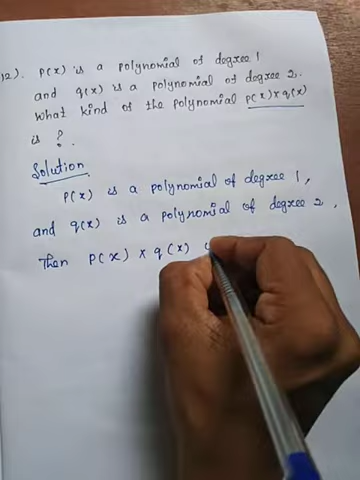 12). P(x) is a polynomial of degree 1
and q(x) is a polynomial of degree 2.
What kind of the polynomial P(x) x q(x)
is ?
Solution
P(x) is a polynomial of degree 1,
and q(x) is a polynomial of degree 2,
Then P(x) x q(x)